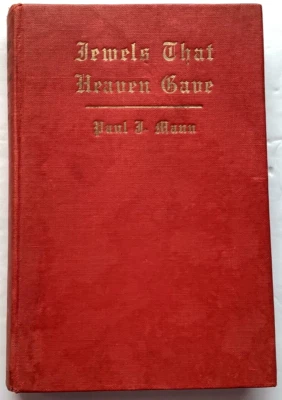 Jewels That
Heaven Gave
Paul J. Mann